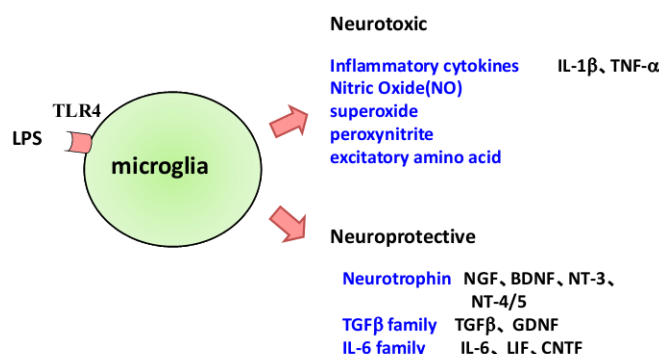 Neurotoxic
Inflammatory cytokines IL-1β、TNF-α
Nitric Oxide(NO)
superoxide
peroxynitrite
excitatory amino acid
TLR4
LPS
microglia
Neuroprotective
Neurotrophin NGF、BDNF、NT-3、
NT-4/5
TGFβ family TGFβ、GDNF
IL-6 family IL-6、LIF、CNTF